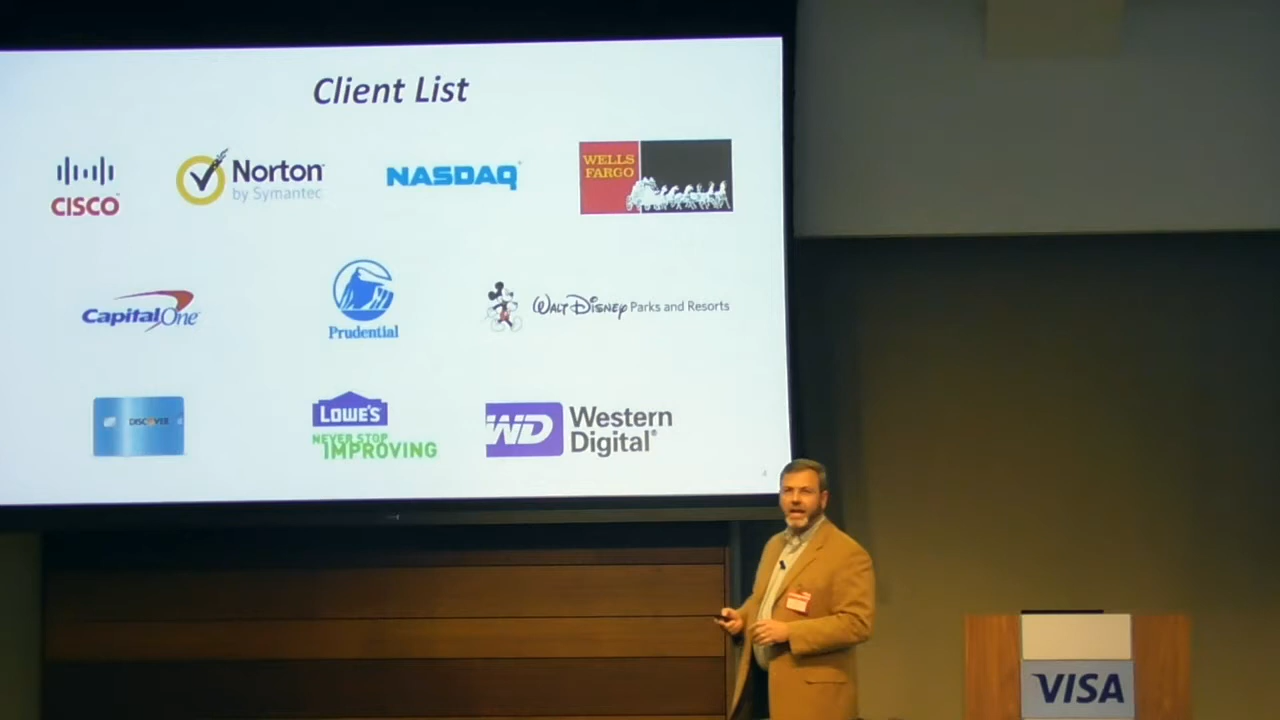 Client List
CISCO
Norton
by Symantec
NASDAQ
WELLS
FARGO
Capital One
Prudential
WALT DISNEY Parks and Resorts
DISCOVER
LOWE'S
NEVER STOP
IMPROVING
WD
Western
Digital®
4
VISA